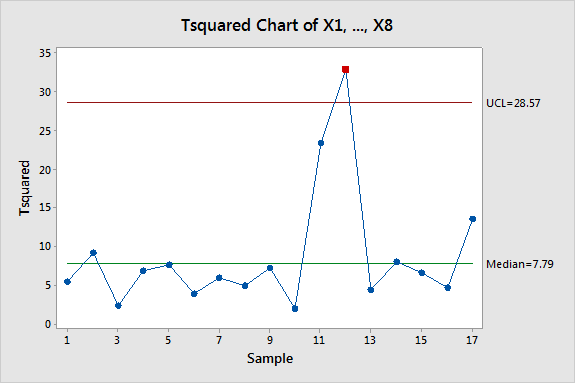 Tsquared Chart of X1, ..., X8
35
30
25
20
15
10
5
0
Tsquared
UCL=28.57
Median=7.79
1 3 5 7 9 11 13 15 17
Sample